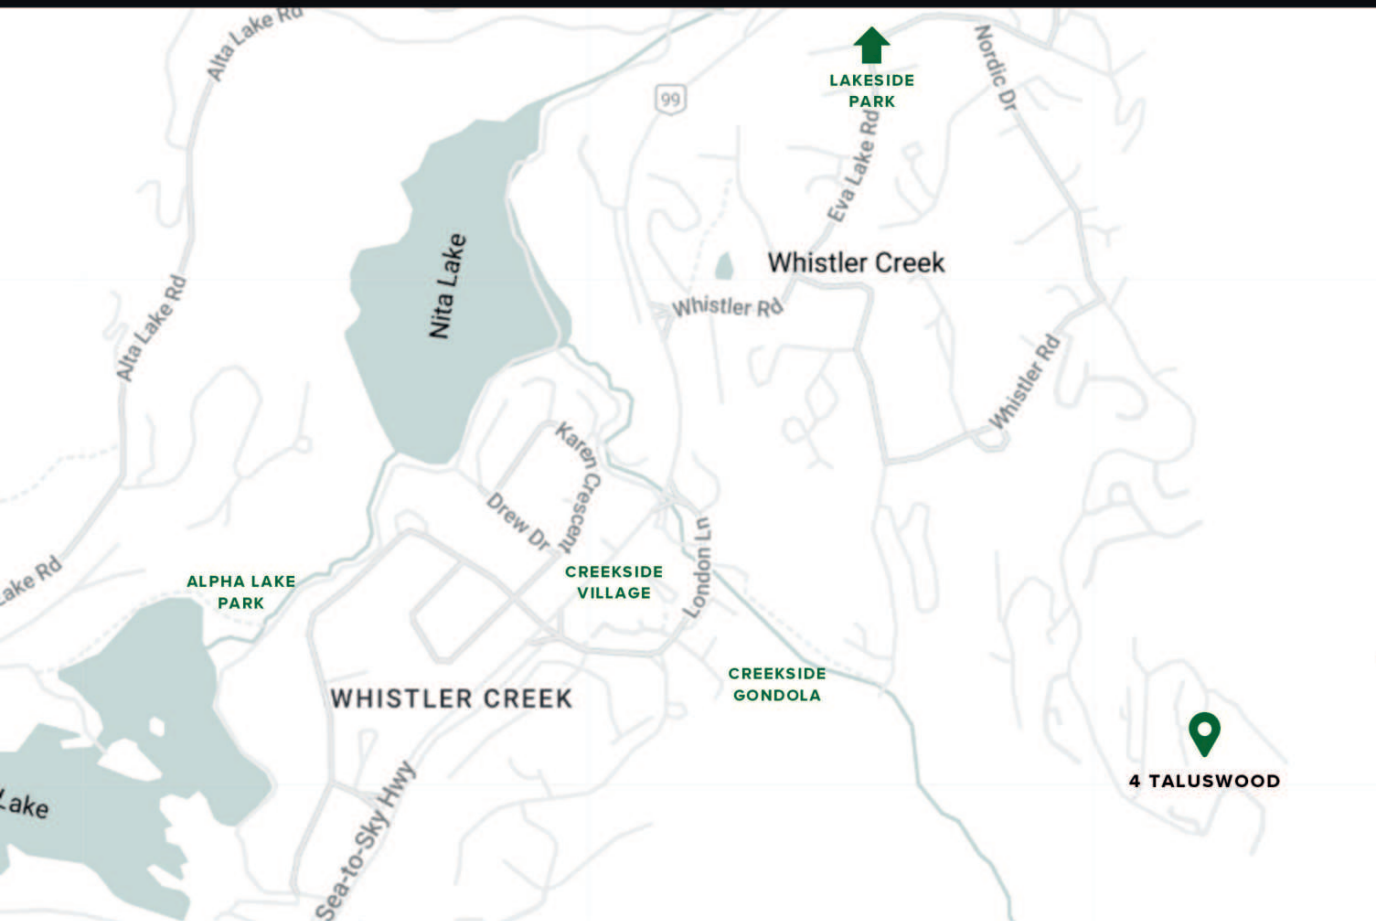 Alta Lake Rd
99
LAKESIDE
PARK
Nordic Dr
Eva Lake Rd
Nita Lake
Whistler Creek
Alta Lake Rd
Whistler Rd
Whistler Rd
Karen Crescent
Drew Dr
London Ln
Lake Rd
ALPHA LAKE
PARK
CREEKSIDE
VILLAGE
CREEKSIDE
GONDOLA
WHISTLER CREEK
4 TALUSWOOD
Lake
Sea-to-Sky Hwy